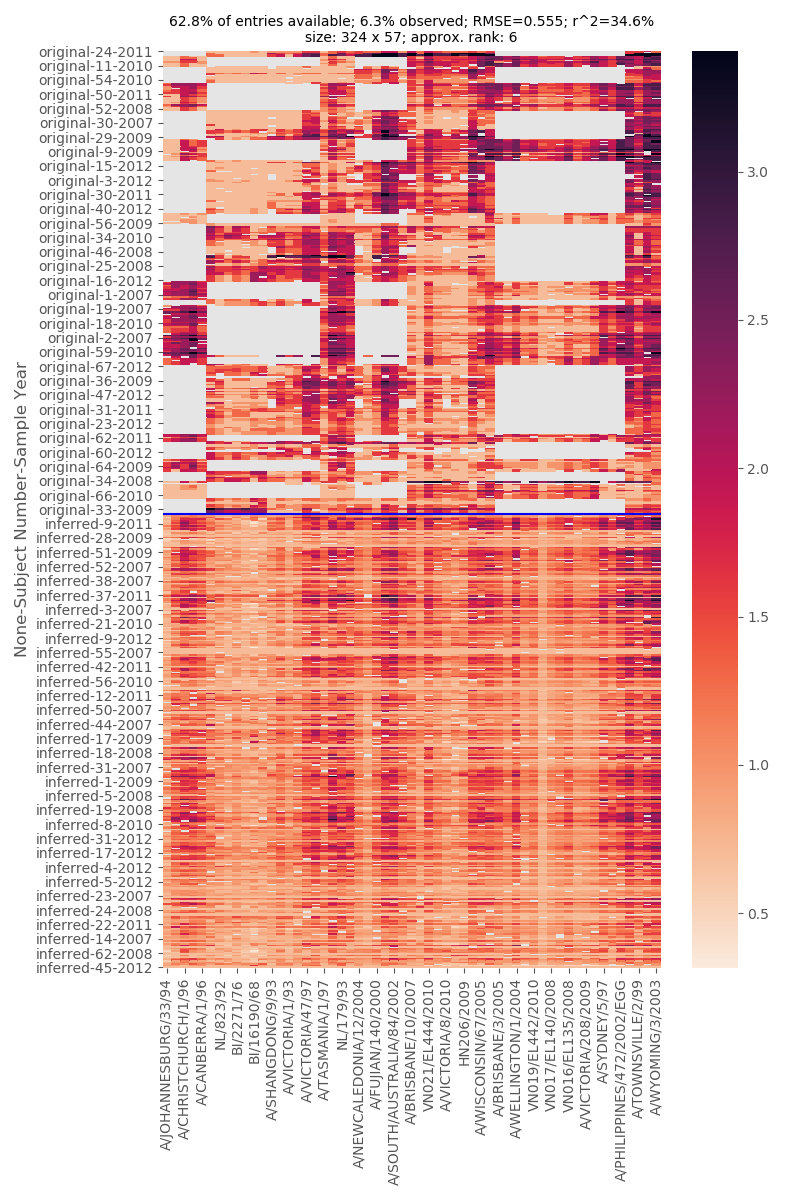 62.8% of entries available; 6.3% observed; RMSE=0.555; r^2=34.6%
size: 324 x 57; approx. rank: 6
None-Subject Number-Sample Year
original-24-2011
original-11-2010
original-54-2010
original-50-2011
original-52-2008
original-30-2007
original-29-2009
original-9-2009
original-15-2012
original-3-2012
original-30-2011
original-40-2012
original-56-2009
original-34-2010
original-46-2008
original-25-2008
original-16-2012
original-1-2007
original-19-2007
original-18-2010
original-2-2007
original-59-2010
original-67-2012
original-36-2009
original-47-2012
original-31-2011
original-23-2012
original-62-2011
original-60-2012
original-64-2009
original-34-2008
original-66-2010
original-33-2009
inferred-9-2011
inferred-28-2009
inferred-51-2009
inferred-52-2007
inferred-38-2007
inferred-37-2011
inferred-3-2007
inferred-21-2010
inferred-9-2012
inferred-55-2007
inferred-42-2011
inferred-56-2010
inferred-12-2011
inferred-50-2007
inferred-44-2007
inferred-17-2009
inferred-18-2008
inferred-31-2007
inferred-1-2009
inferred-5-2008
inferred-19-2008
inferred-8-2010
inferred-31-2012
inferred-17-2012
inferred-4-2012
inferred-5-2012
inferred-23-2007
inferred-24-2008
inferred-22-2011
inferred-14-2007
inferred-62-2008
inferred-45-2012
A/JOHANNESBURG/33/94
A/CHRISTCHURCH/1/96
A/CANBERRA/1/96
NL/823/92
BI/2271/76
BI/16190/68
A/SHANGDONG/9/93
A/VICTORIA/1/93
A/VICTORIA/47/97
A/TASMANIA/1/97
NL/179/93
A/NEWCALEDONIA/12/2004
A/FUJIAN/140/2000
A/SOUTH/AUSTRALIA/84/2002
A/BRISBANE/10/2007
VN021/EL444/2010
A/VICTORIA/8/2010
HN206/2009
A/WISCONSIN/67/2005
A/BRISBANE/3/2005
A/WELLINGTON/1/2004
VN019/EL442/2010
VN017/EL140/2008
VN016/EL135/2008
A/VICTORIA/208/2009
A/SYDNEY/5/97
A/PHILIPPINES/472/2002/EGG
A/TOWNSVILLE/2/99
A/WYOMING/3/2003
3.0
2.5
2.0
1.5
1.0
0.5